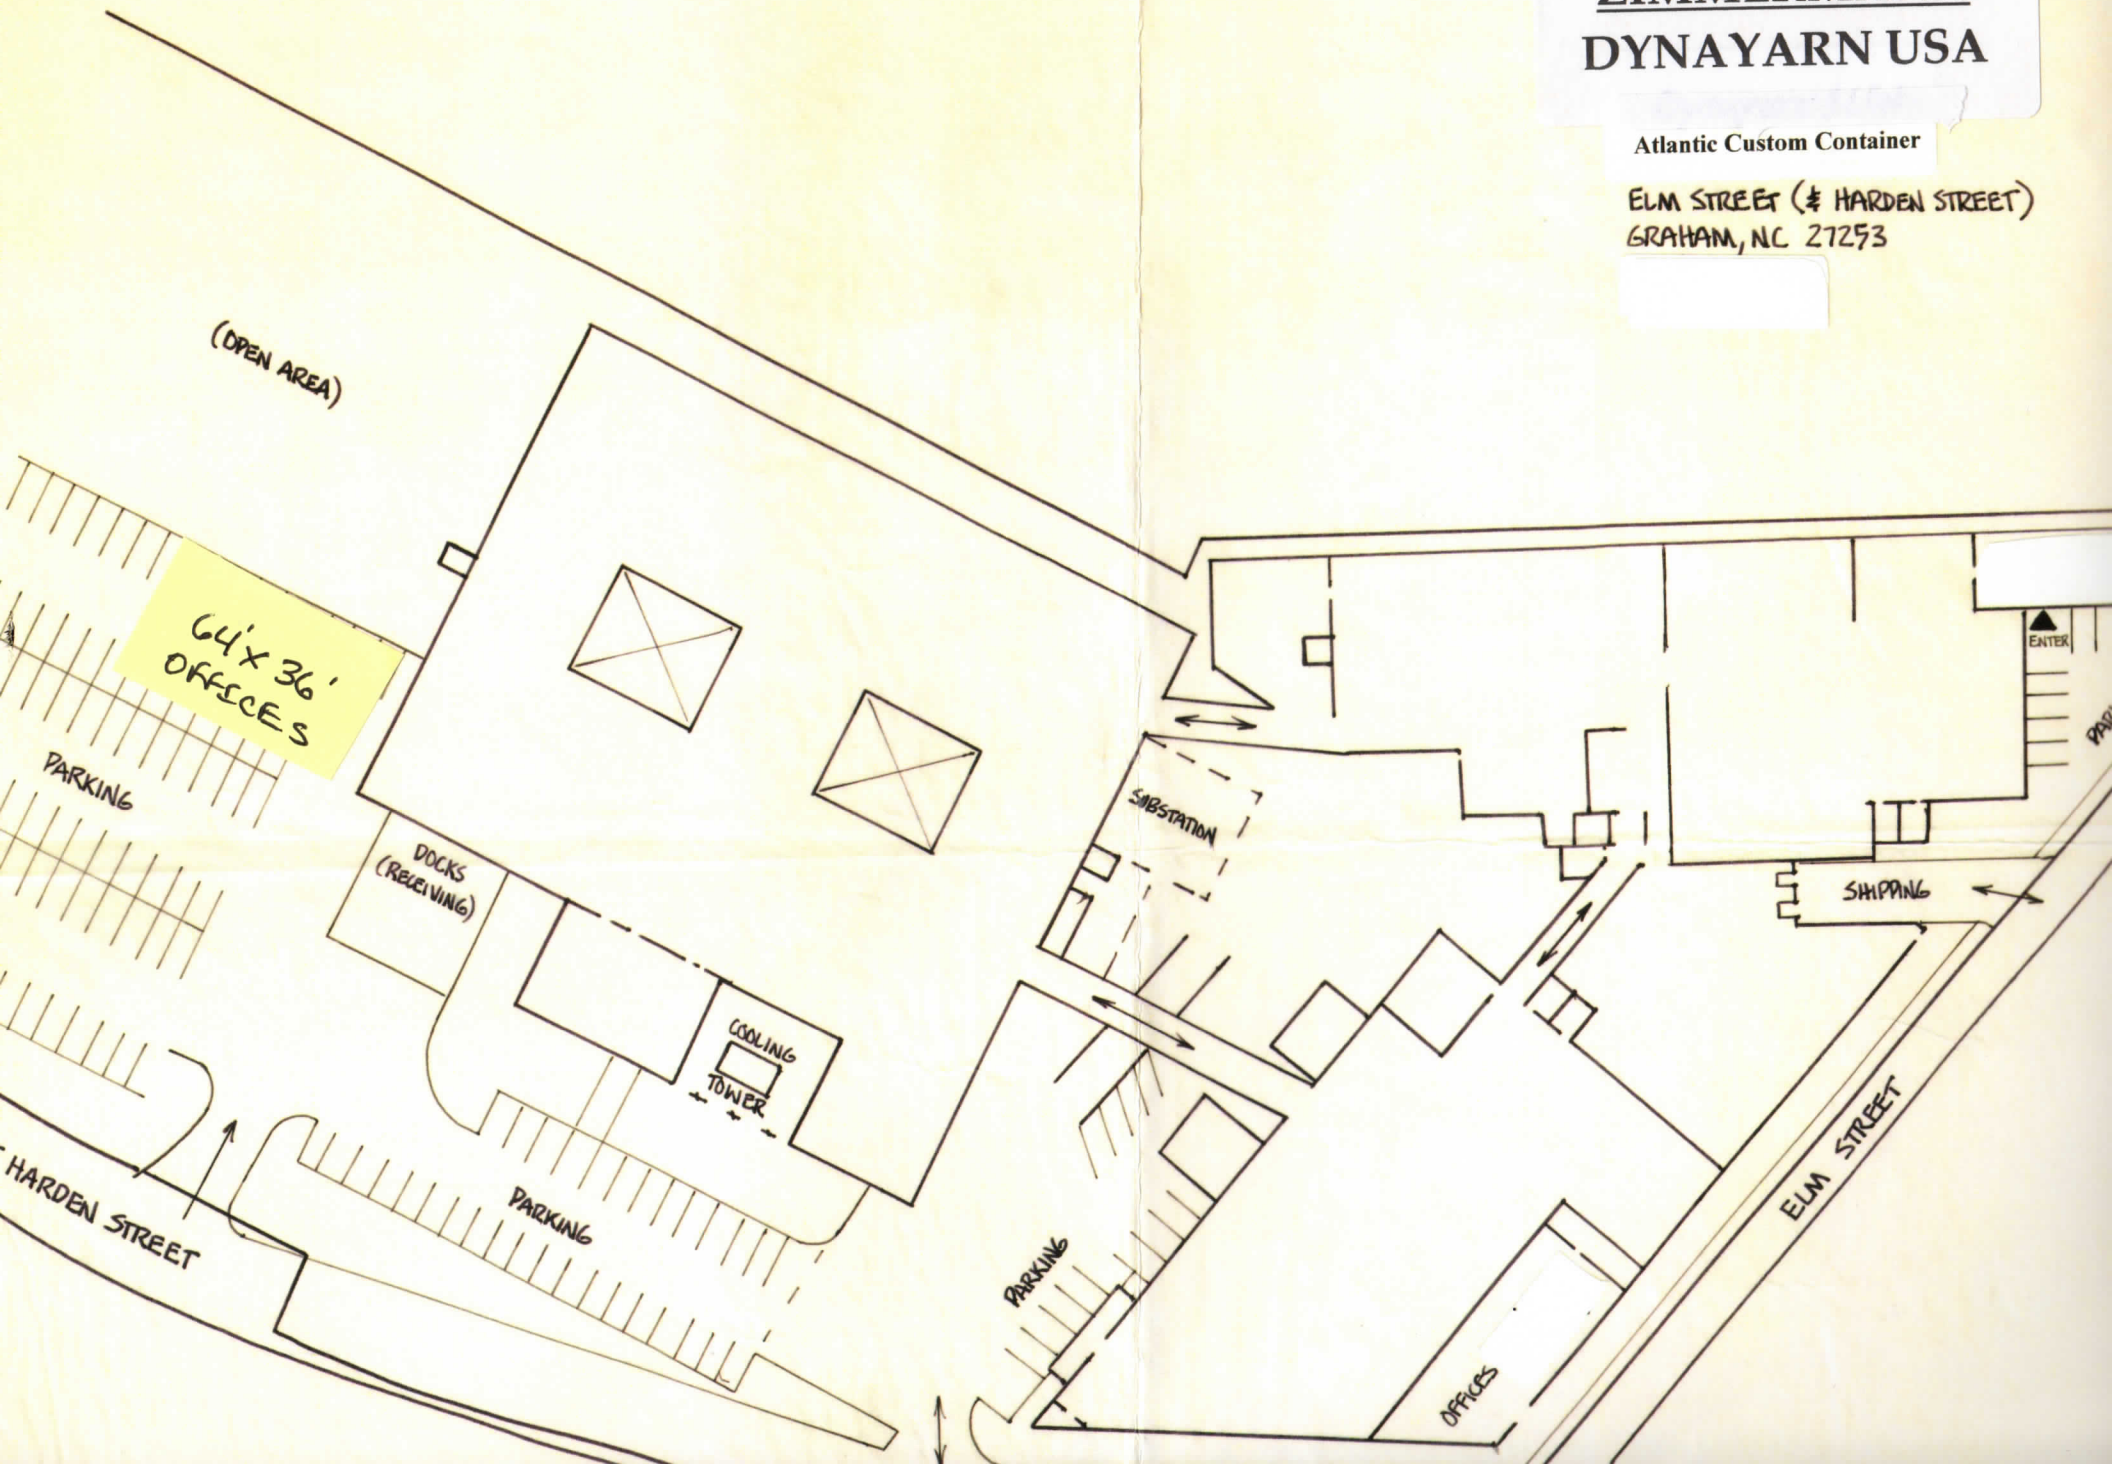 DYNAYARN USA
Atlantic Custom Container
ELM STREET (& HARDEN STREET)
GRAHAM, NC 27253
(OPEN AREA)
64' x 36'
OFFICES
PARKING
DOCKS
(RECEIVING)
SUBSTATION
ENTER
SHIPPING
COOLING
TOWER
HARDEN STREET
PARKING
PARKING
ELM STREET
OFFICES